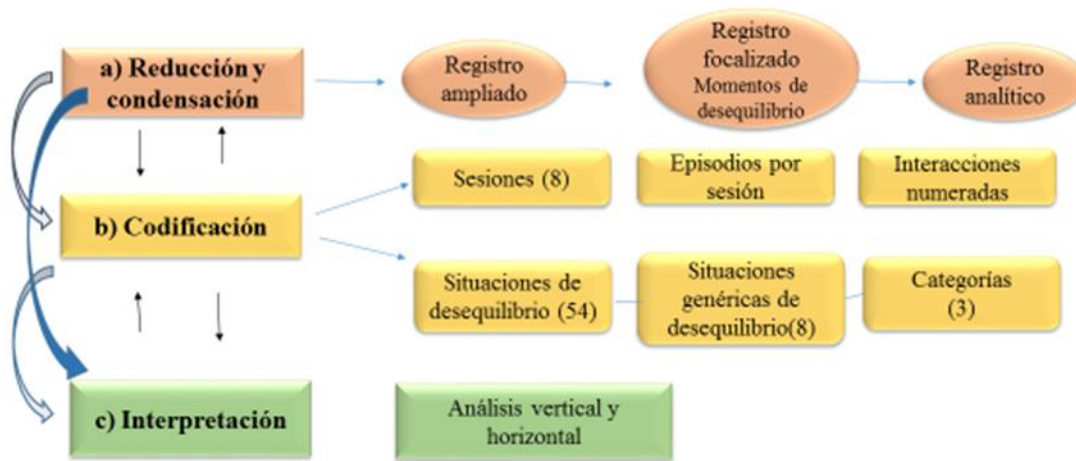 a) Reducción y
condensación
Registro
ampliado
Registro
focalizado
Momentos de
desequilibrio
Registro
analítico
b) Codificación
Sesiones (8)
Episodios por
sesión
Interacciones
numeradas
Situaciones de
desequilibrio (54)
Situaciones
genéricas de
desequilibrio(8)
Categorías
(3)
c) Interpretación
Análisis vertical y
horizontal